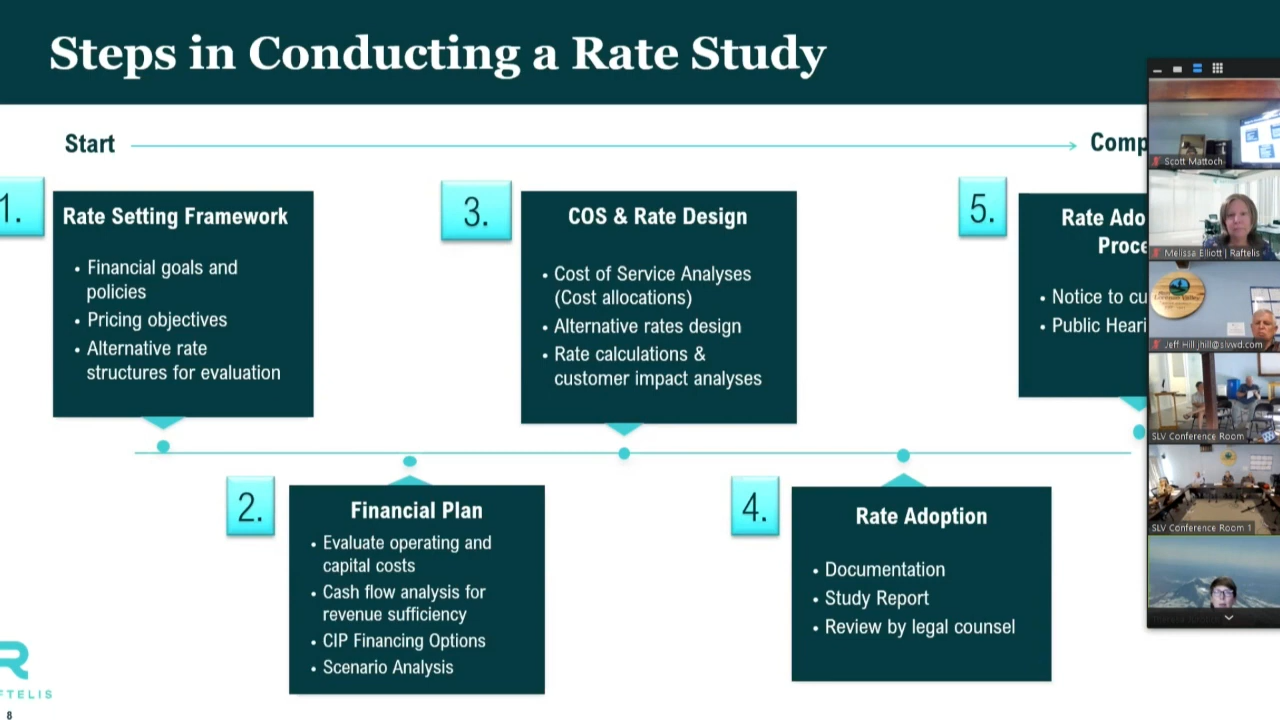 Steps in Conducting a Rate Study
Start
Comp
1.
Rate Setting Framework
• Financial goals and
policies
• Pricing objectives
• Alternative rate
structures for evaluation
3.
COS & Rate Design
• Cost of Service Analyses
(Cost allocations)
• Alternative rates design
• Rate calculations &
customer impact analyses
5.
Rate Ado
Proce
• Notice to cu
• Public Heari
2.
Financial Plan
• Evaluate operating and
capital costs
• Cash flow analysis for
revenue sufficiency
• CIP Financing Options
• Scenario Analysis
4.
Rate Adoption
• Documentation
• Study Report
• Review by legal counsel
Scott Mattoch
Melissa Elliott | Raftelis
Jeff Hill jhill@slvwd.com
SLV Conference Room
SLV Conference Room 1
R
FTELIS
8